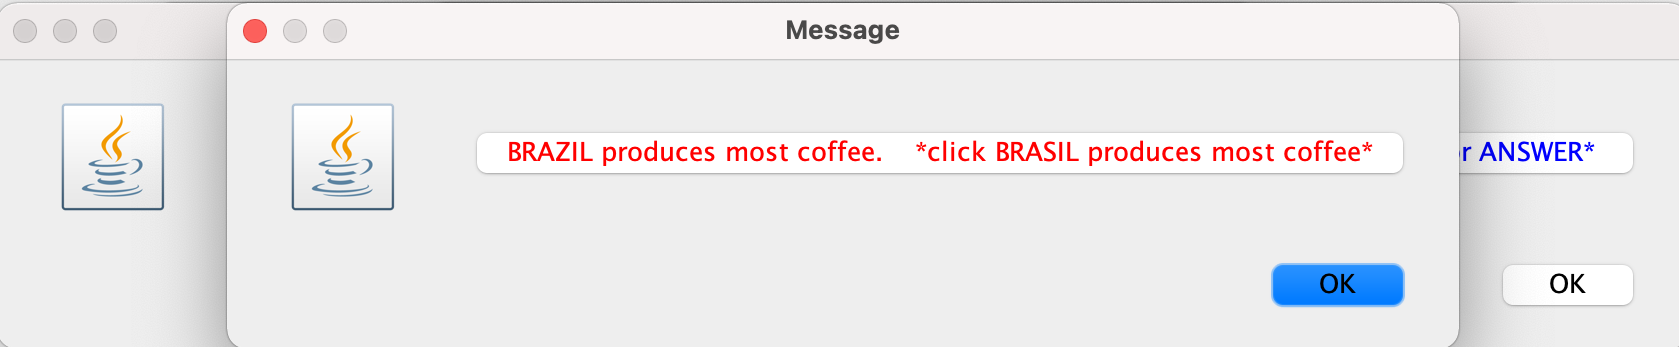 Message
BRAZIL produces most coffee.    *click BRASIL produces most coffee*
ANSWER*
OK
OK